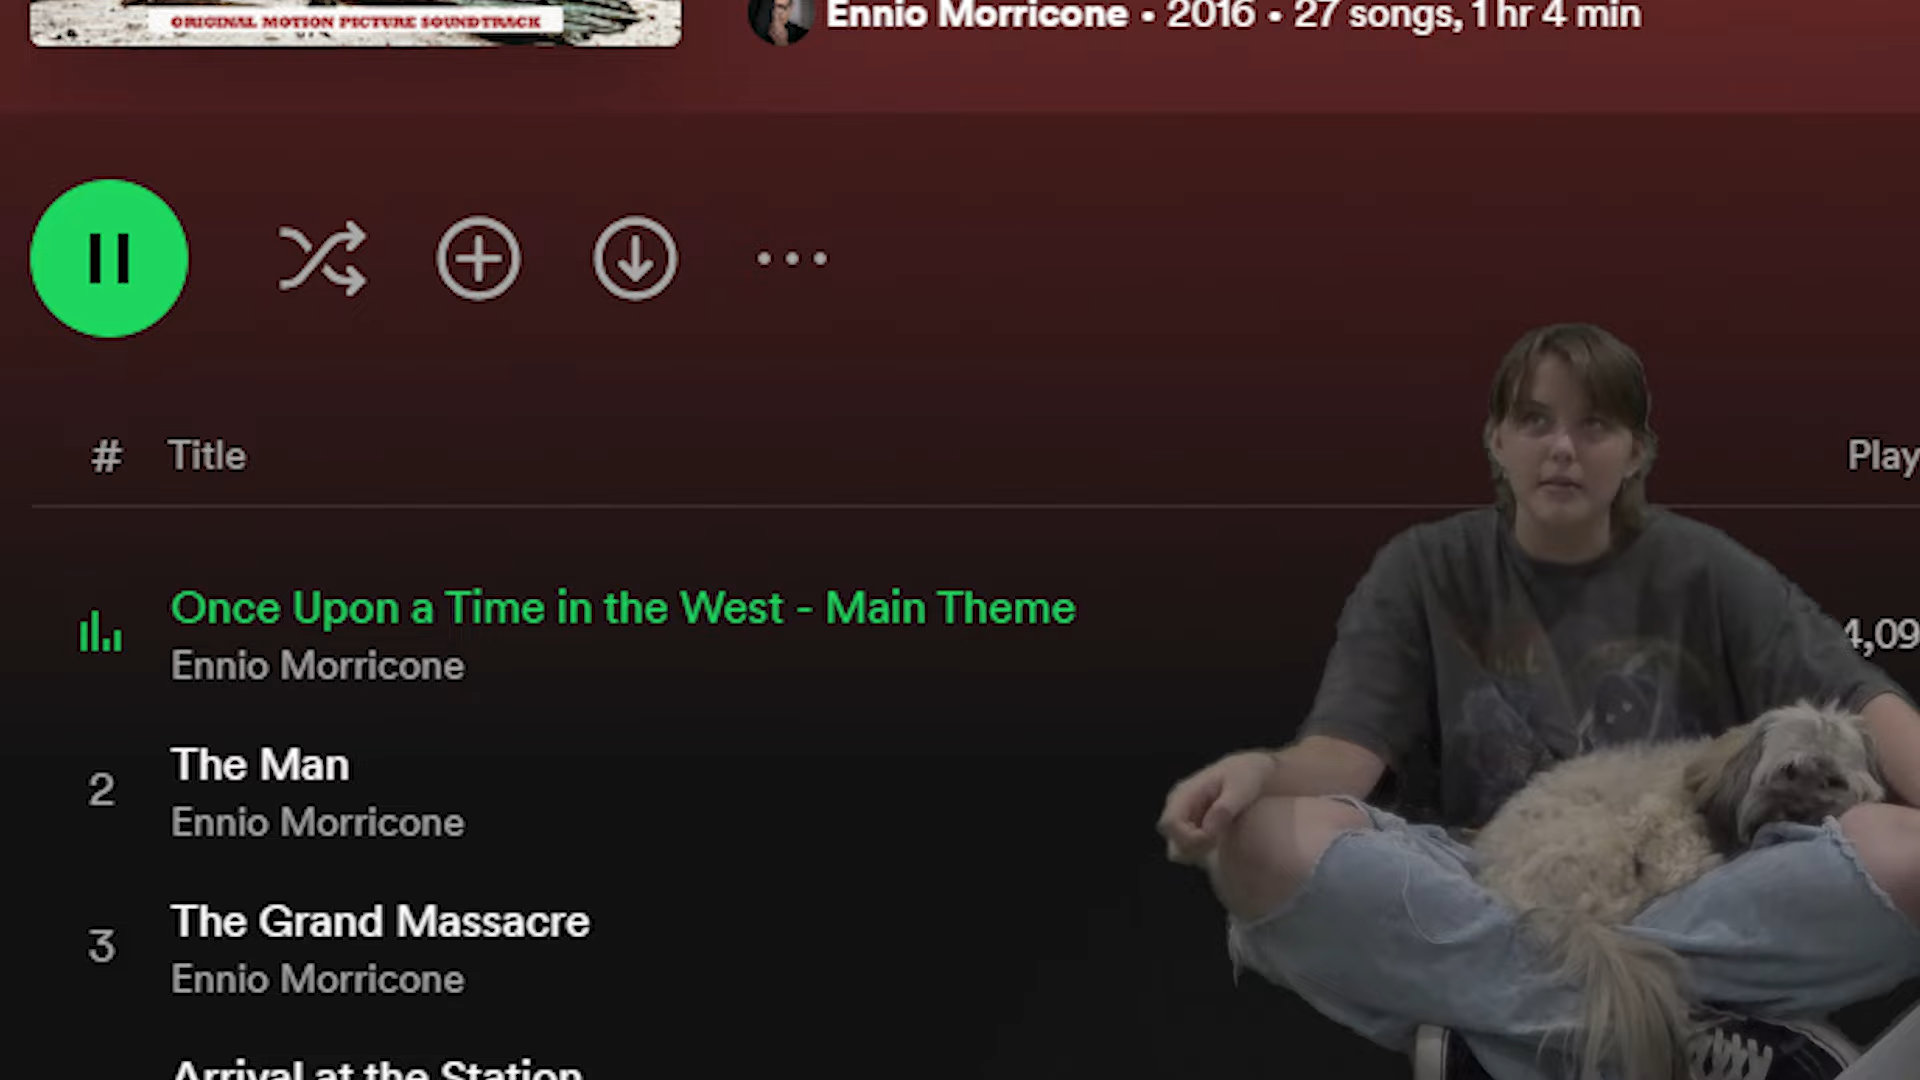 ORIGINAL MOTION PICTURE SOUNDTRACK
Ennio Morricone • 2016 • 27 songs, 1 hr 4 min
# Title Play
Once Upon a Time in the West - Main Theme
4,09
Ennio Morricone
2
The Man
Ennio Morricone
3
The Grand Massacre
Ennio Morricone
Arrival at the Station